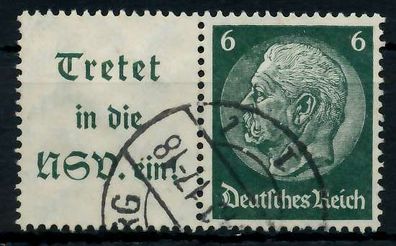 Tretet
in die
NSV. ein!
6 6
Deutſches Reich